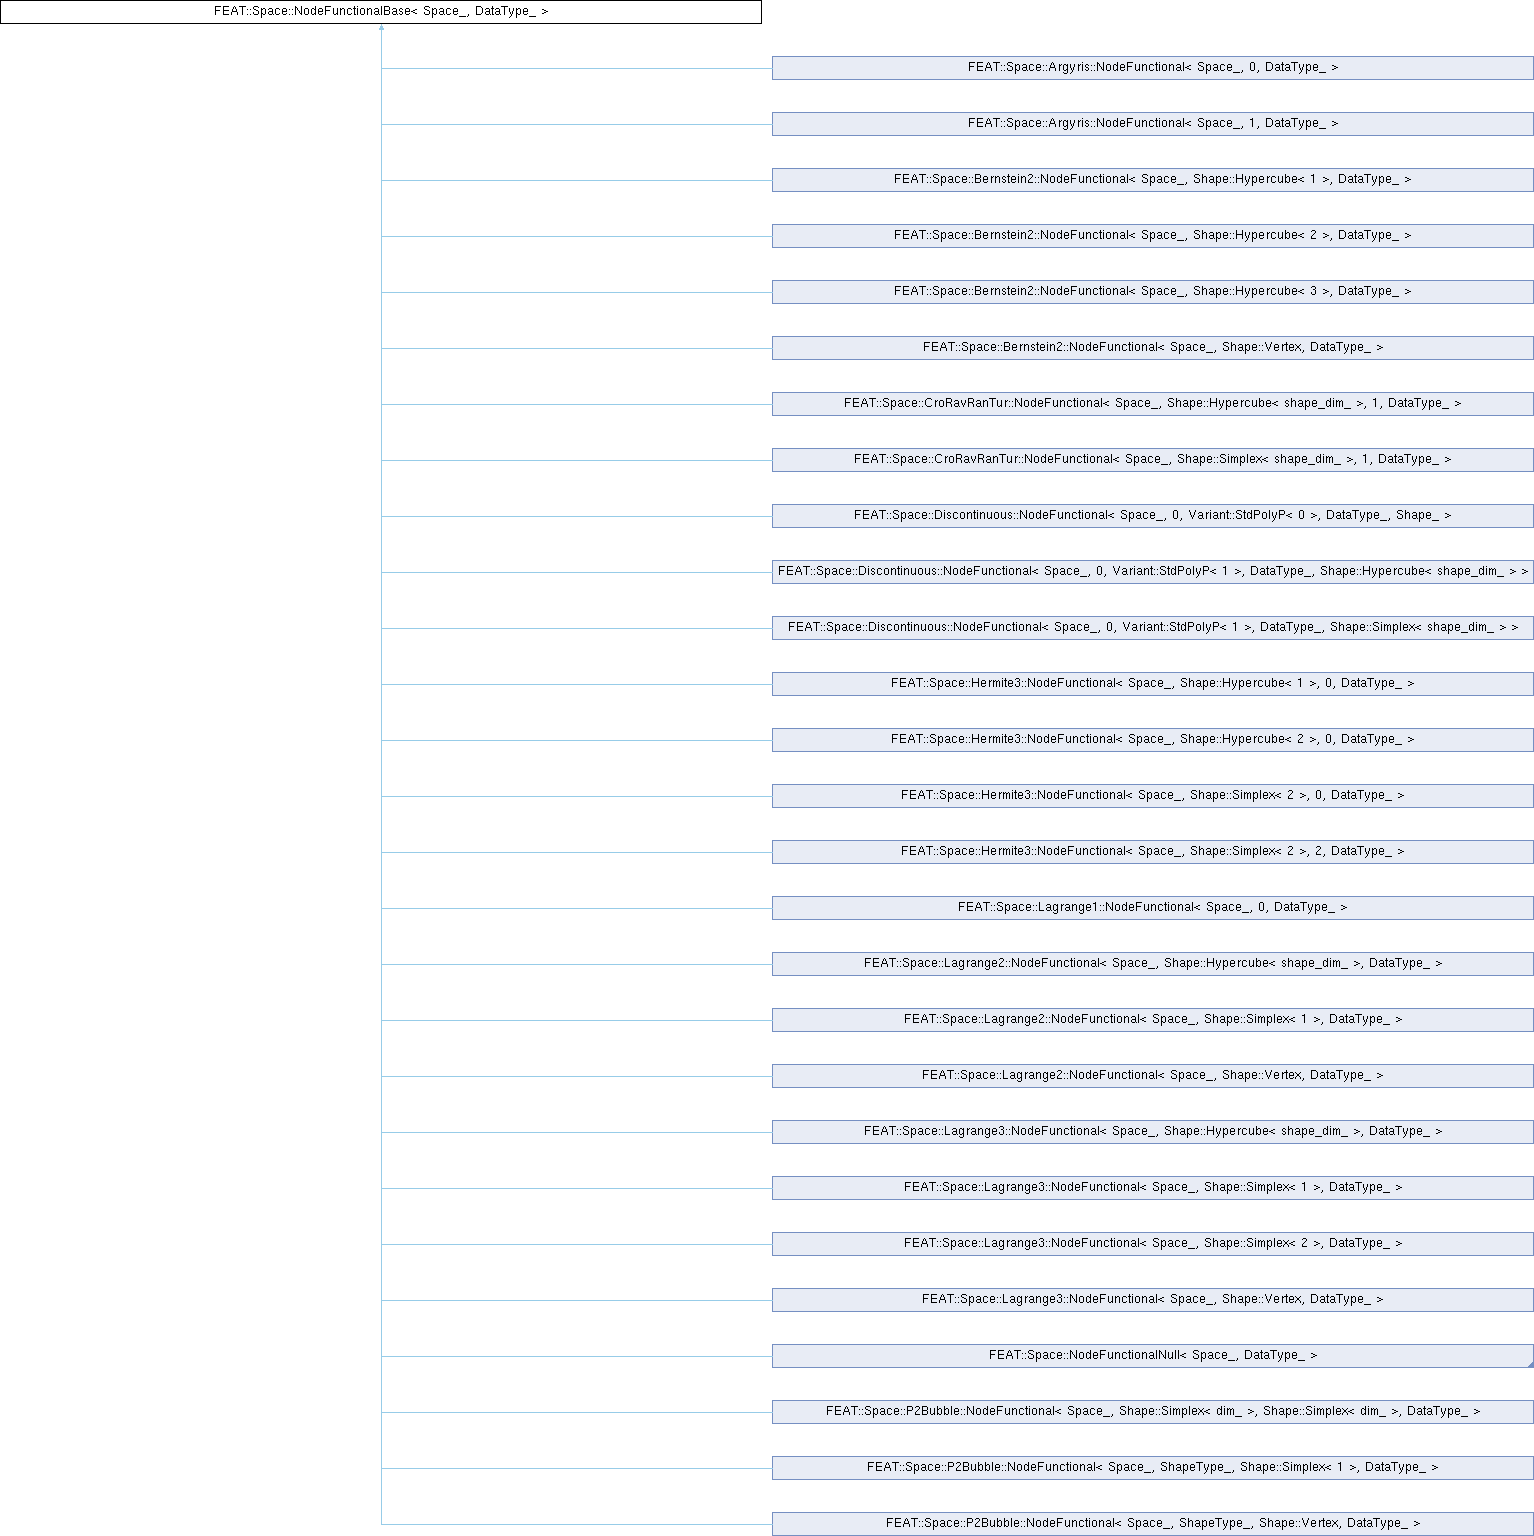 FEAT::Space::NodeFunctionalBase< Space_, DataType_ >
FEAT::Space::Argyris::NodeFunctional< Space_, 0, DataType_ >
FEAT::Space::Argyris::NodeFunctional< Space_, 1, DataType_ >
FEAT::Space::Bernstein2::NodeFunctional< Space_, Shape::Hypercube< 1 >, DataType_ >
FEAT::Space::Bernstein2::NodeFunctional< Space_, Shape::Hypercube< 2 >, DataType_ >
FEAT::Space::Bernstein2::NodeFunctional< Space_, Shape::Hypercube< 3 >, DataType_ >
FEAT::Space::Bernstein2::NodeFunctional< Space_, Shape::Vertex, DataType_ >
FEAT::Space::CroRavRanTur::NodeFunctional< Space_, Shape::Hypercube< shape_dim_ >, 1, DataType_ >
FEAT::Space::CroRavRanTur::NodeFunctional< Space_, Shape::Simplex< shape_dim_ >, 1, DataType_ >
FEAT::Space::Discontinuous::NodeFunctional< Space_, 0, Variant::StdPolyP< 0 >, DataType_, Shape_ >
FEAT::Space::Discontinuous::NodeFunctional< Space_, 0, Variant::StdPolyP< 1 >, DataType_, Shape::Hypercube< shape_dim_ > >
FEAT::Space::Discontinuous::NodeFunctional< Space_, 0, Variant::StdPolyP< 1 >, DataType_, Shape::Simplex< shape_dim_ > >
FEAT::Space::Hermite3::NodeFunctional< Space_, Shape::Hypercube< 1 >, 0, DataType_ >
FEAT::Space::Hermite3::NodeFunctional< Space_, Shape::Hypercube< 2 >, 0, DataType_ >
FEAT::Space::Hermite3::NodeFunctional< Space_, Shape::Simplex< 2 >, 0, DataType_ >
FEAT::Space::Hermite3::NodeFunctional< Space_, Shape::Simplex< 2 >, 2, DataType_ >
FEAT::Space::Lagrange1::NodeFunctional< Space_, 0, DataType_ >
FEAT::Space::Lagrange2::NodeFunctional< Space_, Shape::Hypercube< shape_dim_ >, DataType_ >
FEAT::Space::Lagrange2::NodeFunctional< Space_, Shape::Simplex< 1 >, DataType_ >
FEAT::Space::Lagrange2::NodeFunctional< Space_, Shape::Vertex, DataType_ >
FEAT::Space::Lagrange3::NodeFunctional< Space_, Shape::Hypercube< shape_dim_ >, DataType_ >
FEAT::Space::Lagrange3::NodeFunctional< Space_, Shape::Simplex< 1 >, DataType_ >
FEAT::Space::Lagrange3::NodeFunctional< Space_, Shape::Simplex< 2 >, DataType_ >
FEAT::Space::Lagrange3::NodeFunctional< Space_, Shape::Vertex, DataType_ >
FEAT::Space::NodeFunctionalNull< Space_, DataType_ >
FEAT::Space::P2Bubble::NodeFunctional< Space_, Shape::Simplex< dim_ >, Shape::Simplex< dim_ >, DataType_ >
FEAT::Space::P2Bubble::NodeFunctional< Space_, ShapeType_, Shape::Simplex< 1 >, DataType_ >
FEAT::Space::P2Bubble::NodeFunctional< Space_, ShapeType_, Shape::Vertex, DataType_ >